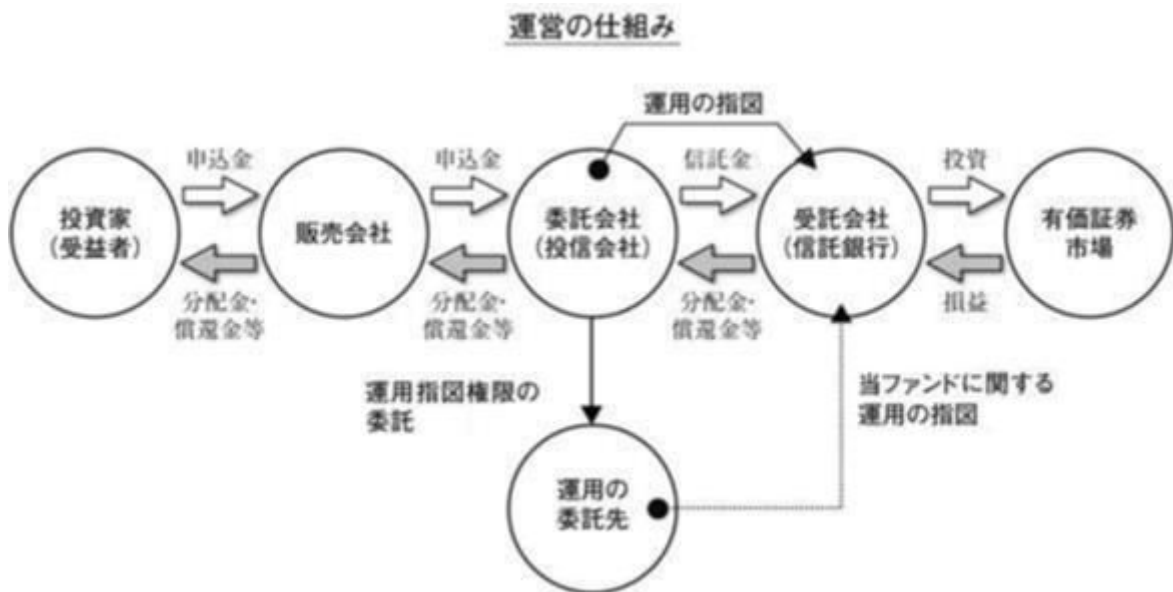 運営の仕組み
運用の指図
申込金
申込金
信託金
投資
投資家
(受益者)
販売会社
委託会社
(投信会社)
受託会社
(信託銀行)
有価証券
市場
分配金・
償還金等
分配金・
償還金等
分配金・
償還金等
損益
運用指図権限の
委託
当ファンドに関する
運用の指図
運用の
委託先